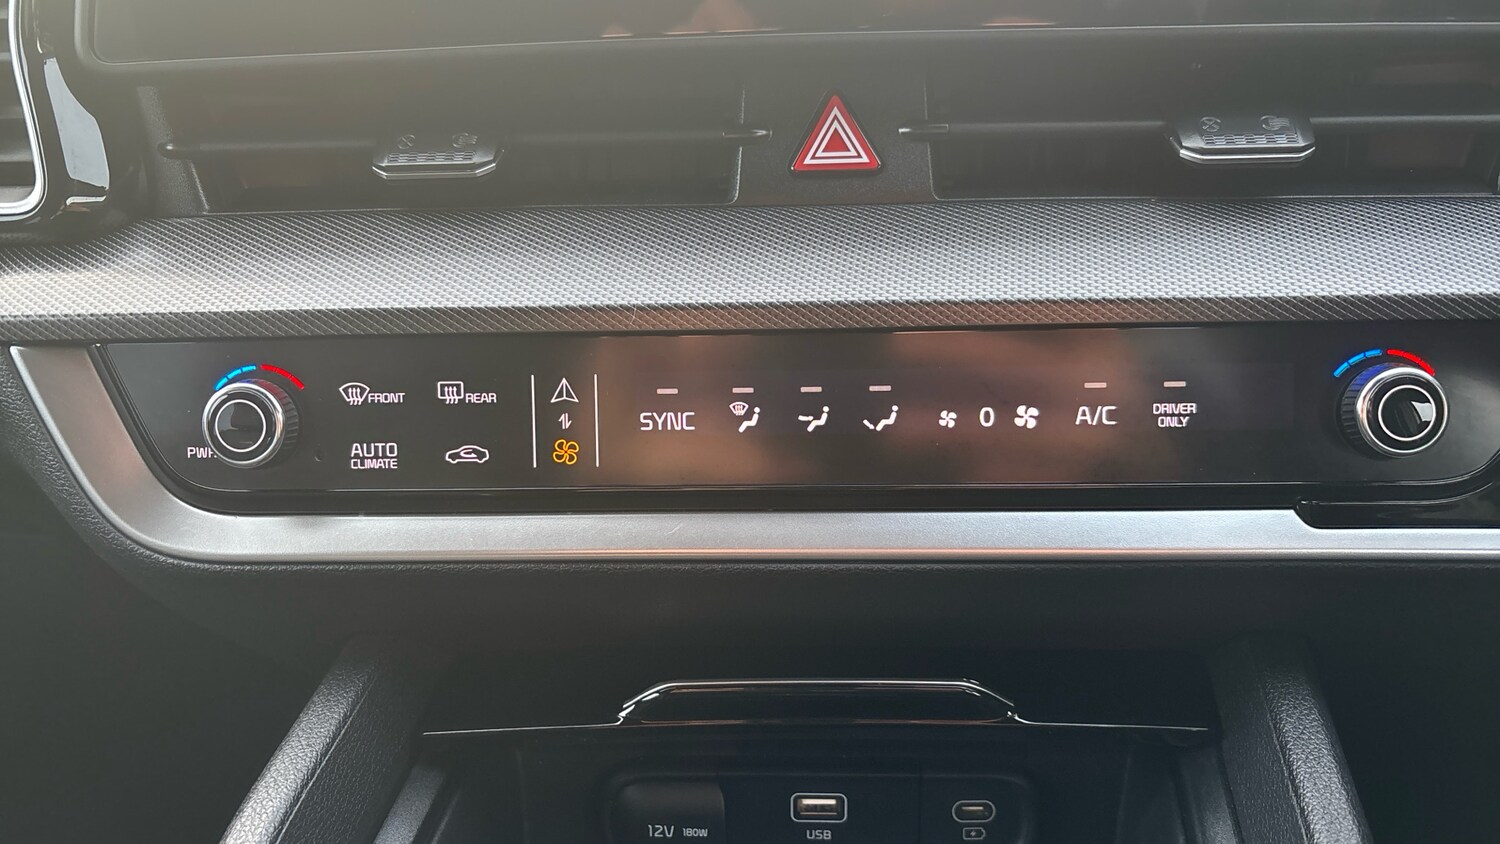 FRONT
REAR
PWR
AUTO
CLIMATE
SYNC
0
A/C
DRIVER
ONLY
12V 180W
USB